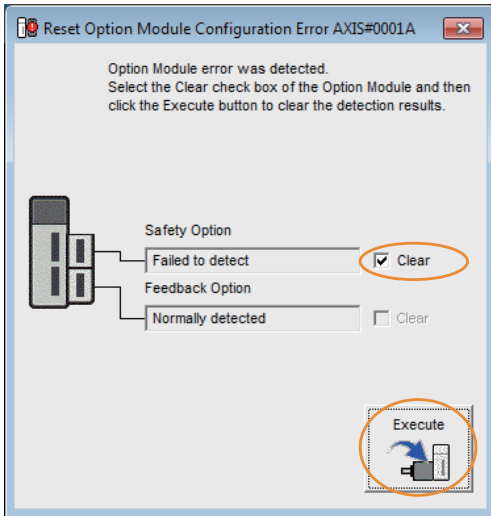 Reset Option Module Configuration Error AXIS#0001A
Option Module error was detected.
Select the Clear check box of the Option Module and then
click the Execute button to clear the detection results.
Safety Option
Failed to detect
Clear
Feedback Option
Normally detected
Clear
Execute